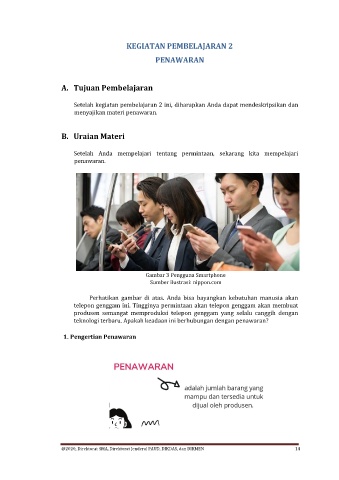 KEGIATAN PEMBELAJARAN 2
PENAWARAN
A. Tujuan Pembelajaran
Setelah kegiatan pembelajaran 2 ini, diharapkan Anda dapat mendeskripsikan dan
menyajikan materi penawaran.
B. Uraian Materi
Setelah Anda mempelajari tentang permintaan, sekarang kita mempelajari
penawaran.
Gambar 3 Pengguna Smartphone
Sumber ilustrasi: nippon.com
Perhatikan gambar di atas. Anda bisa bayangkan kebutuhan manusia akan
telepon genggam ini. Tingginya permintaan akan telepon genggam akan membuat
produsen semangat memproduksi telepon genggam yang selalu canggih dengan
teknologi terbaru. Apakah keadaan ini berhubungan dengan penawaran?
1. Pengertian Penawaran
PENAWARAN
adalah jumlah barang yang
mampu dan tersedia untuk
dijual oleh produsen.
@2020, Direktorat SMA, Direktorat Jenderal PAUD, DIKDAS, dan DIKMEN 14